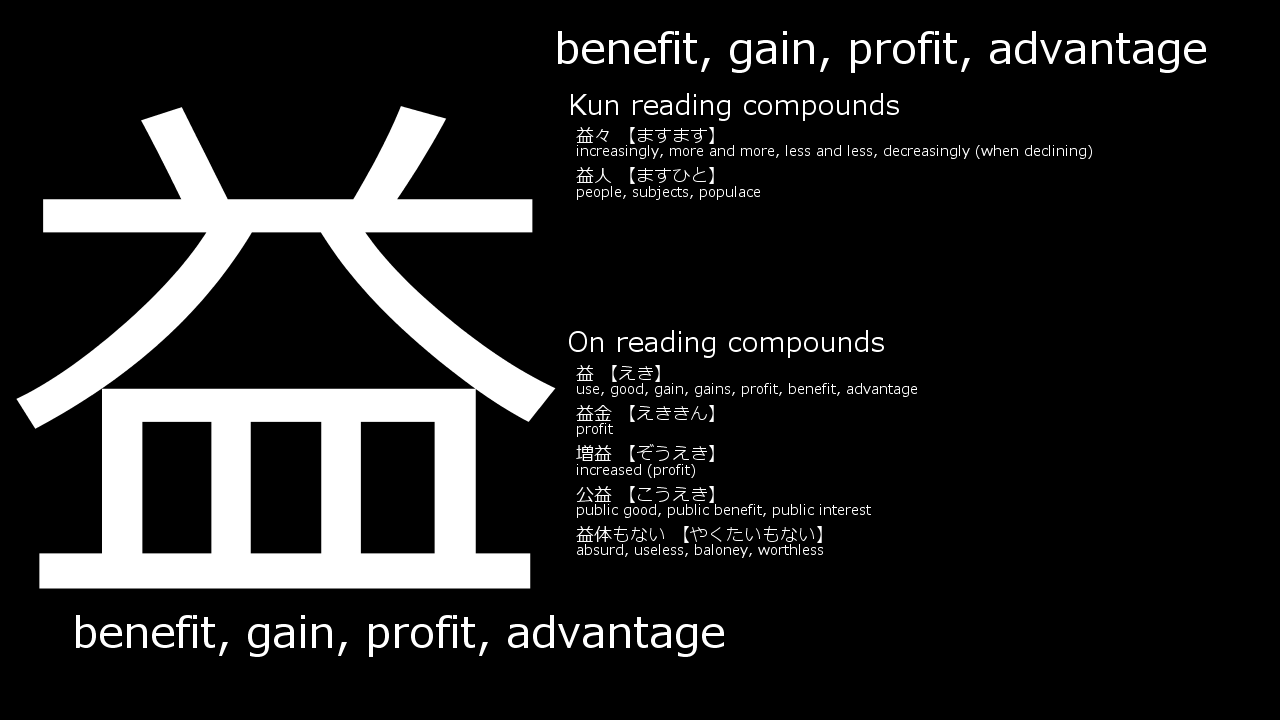 益
benefit, gain, profit, advantage
benefit, gain, profit, advantage
Kun reading compounds
益々 【ますます】
increasingly, more and more, less and less, decreasingly (when declining)
益人 【ますひと】
people, subjects, populace
On reading compounds
益 【えき】
use, good, gain, gains, profit, benefit, advantage
益金 【えききん】
profit
増益 【ぞうえき】
increased (profit)
公益 【こうえき】
public good, public benefit, public interest
益体もない 【やくたいもない】
absurd, useless, baloney, worthless